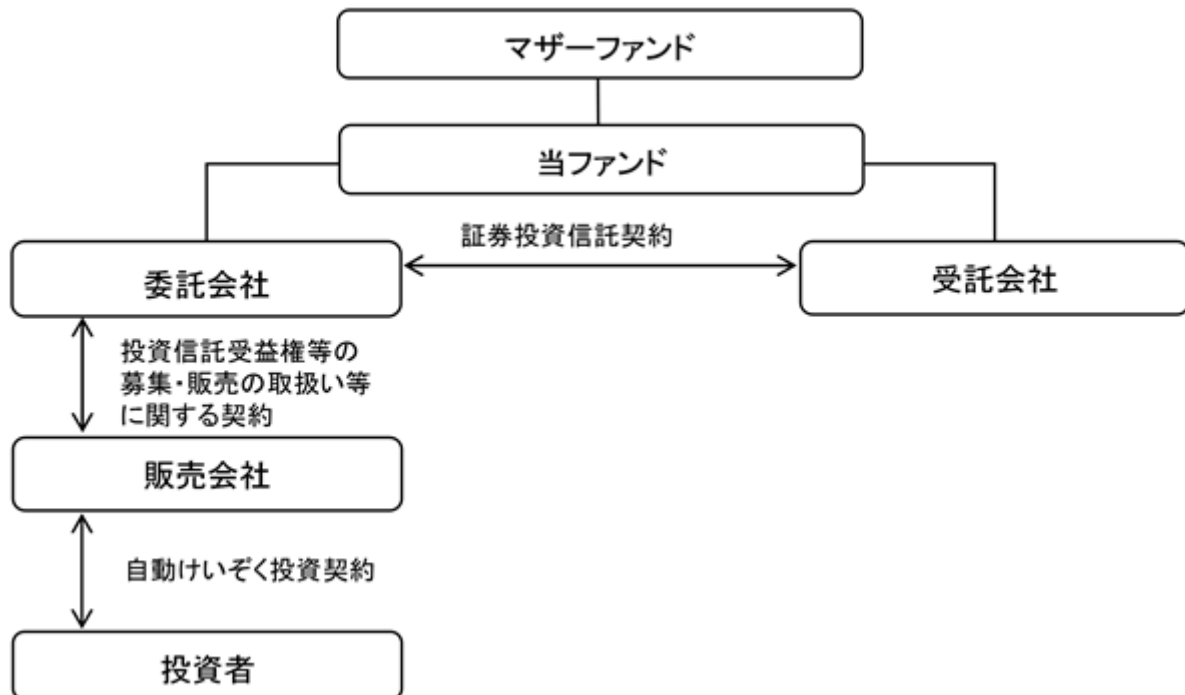 マザーファンド
当ファンド
証券投資信託契約
委託会社
受託会社
投資信託受益権等の
募集・販売の取扱い等
に関する契約
販売会社
自動けいぞく投資契約
投資者